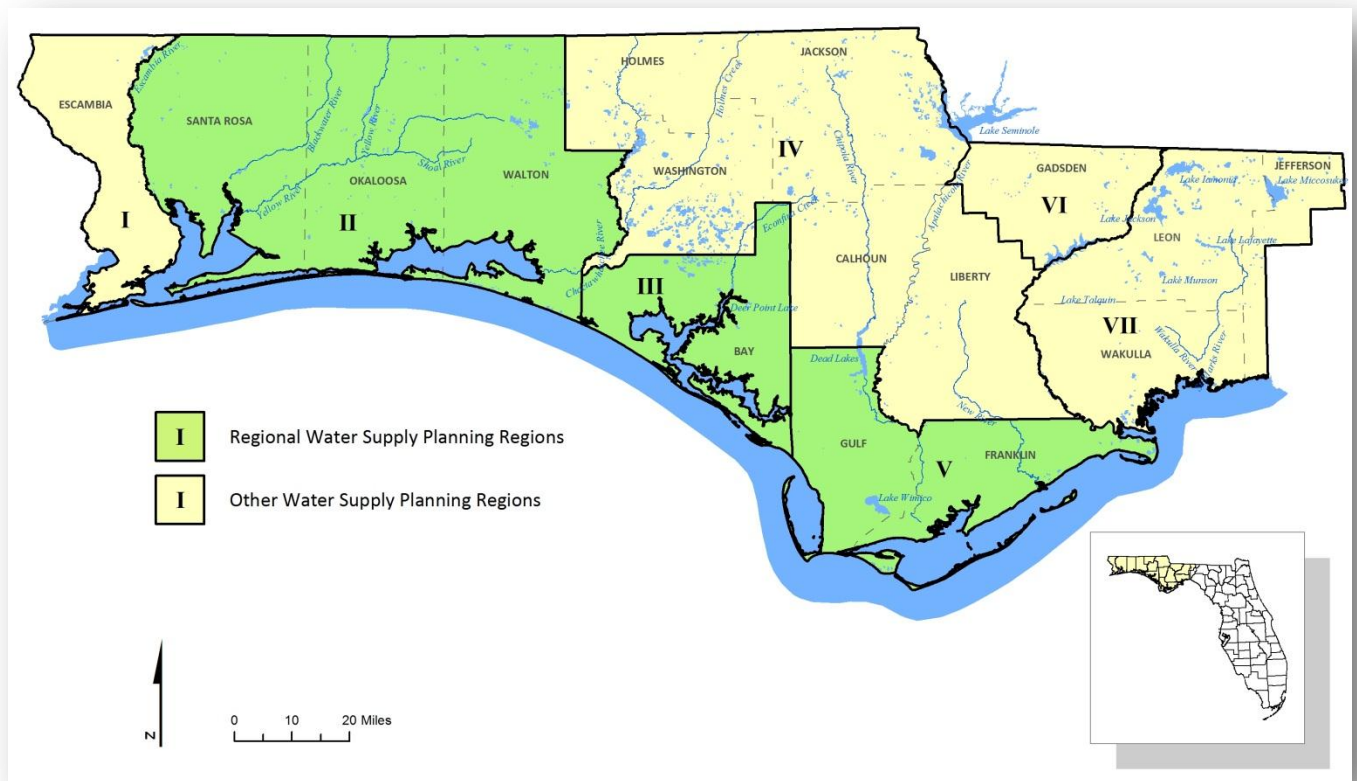 HOLMES
JACKSON
Escambia River
ESCAMBIA
SANTA ROSA
Blackwater River
Yellow River
Holmes Creek
Lake Seminole
Chipola River
IV
Shoal River
OKALOOSA
WALTON
WASHINGTON
GADSDEN
JEFFERSON
Lake Iamonia
Lake Miccosukee
I
II
Yellow River
Econfina Creek
Apalachicola River
VI
Lake Jackson
LEON
Lake Lafayette
Choctawhatchee River
CALHOUN
LIBERTY
III
Lake Munson
Deer Point Lake
Lake Talquin
VII
BAY
Dead Lakes
Wakulla River
St. Marks River
WAKULLA
New River
GULF
V
FRANKLIN
Lake Wimico
I Regional Water Supply Planning Regions
I Other Water Supply Planning Regions
N
0 10 20 Miles